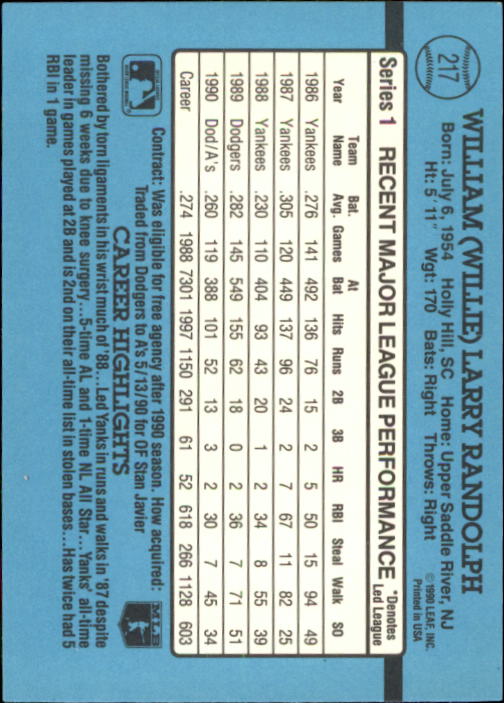 217
WILLIAM (WILLIE) LARRY RANDOLPH
Born: July 6, 1954 Holly Hill, SC Home: Upper Saddle River, NJ
Ht: 5' 11" Wgt: 170 Bats: Right Throws: Right
© 1990 LEAF, INC.
Printed in USA
Series 1 RECENT MAJOR LEAGUE PERFORMANCE *Denotes Led League
Year Team Name Bat. Avg. Games At Bat Hits Runs 2B 3B HR RBI Steal Walk SO
1986 Yankees .276 141 492 136 76 15 2 5 50 15 94 49
1987 Yankees .305 120 449 137 96 24 2 7 67 11 82 25
1988 Yankees .230 110 404 93 43 20 1 2 34 8 55 39
1989 Dodgers .282 145 549 155 62 18 0 2 36 7 71 51
1990 Dod/A's .260 119 388 101 52 13 3 2 30 7 45 34
Career .274 1988 7301 1997 1150 291 61 52 618 266 1128 603
Contract: Was eligible for free agency after 1990 season. How acquired:
Traded from Dodgers to A's 5/13/90 for OF Stan Javier
CAREER HIGHLIGHTS
Bothered by torn ligaments in his wrist much of '88...Led Yanks in runs and walks in '87 despite
missing 6 weeks due to knee surgery...5-time AL and 1-time NL All Star...Yanks' all-time
leader in games played at 2B and is 2nd on their all-time list in stolen bases...Has twice had 5
RBI in 1 game.